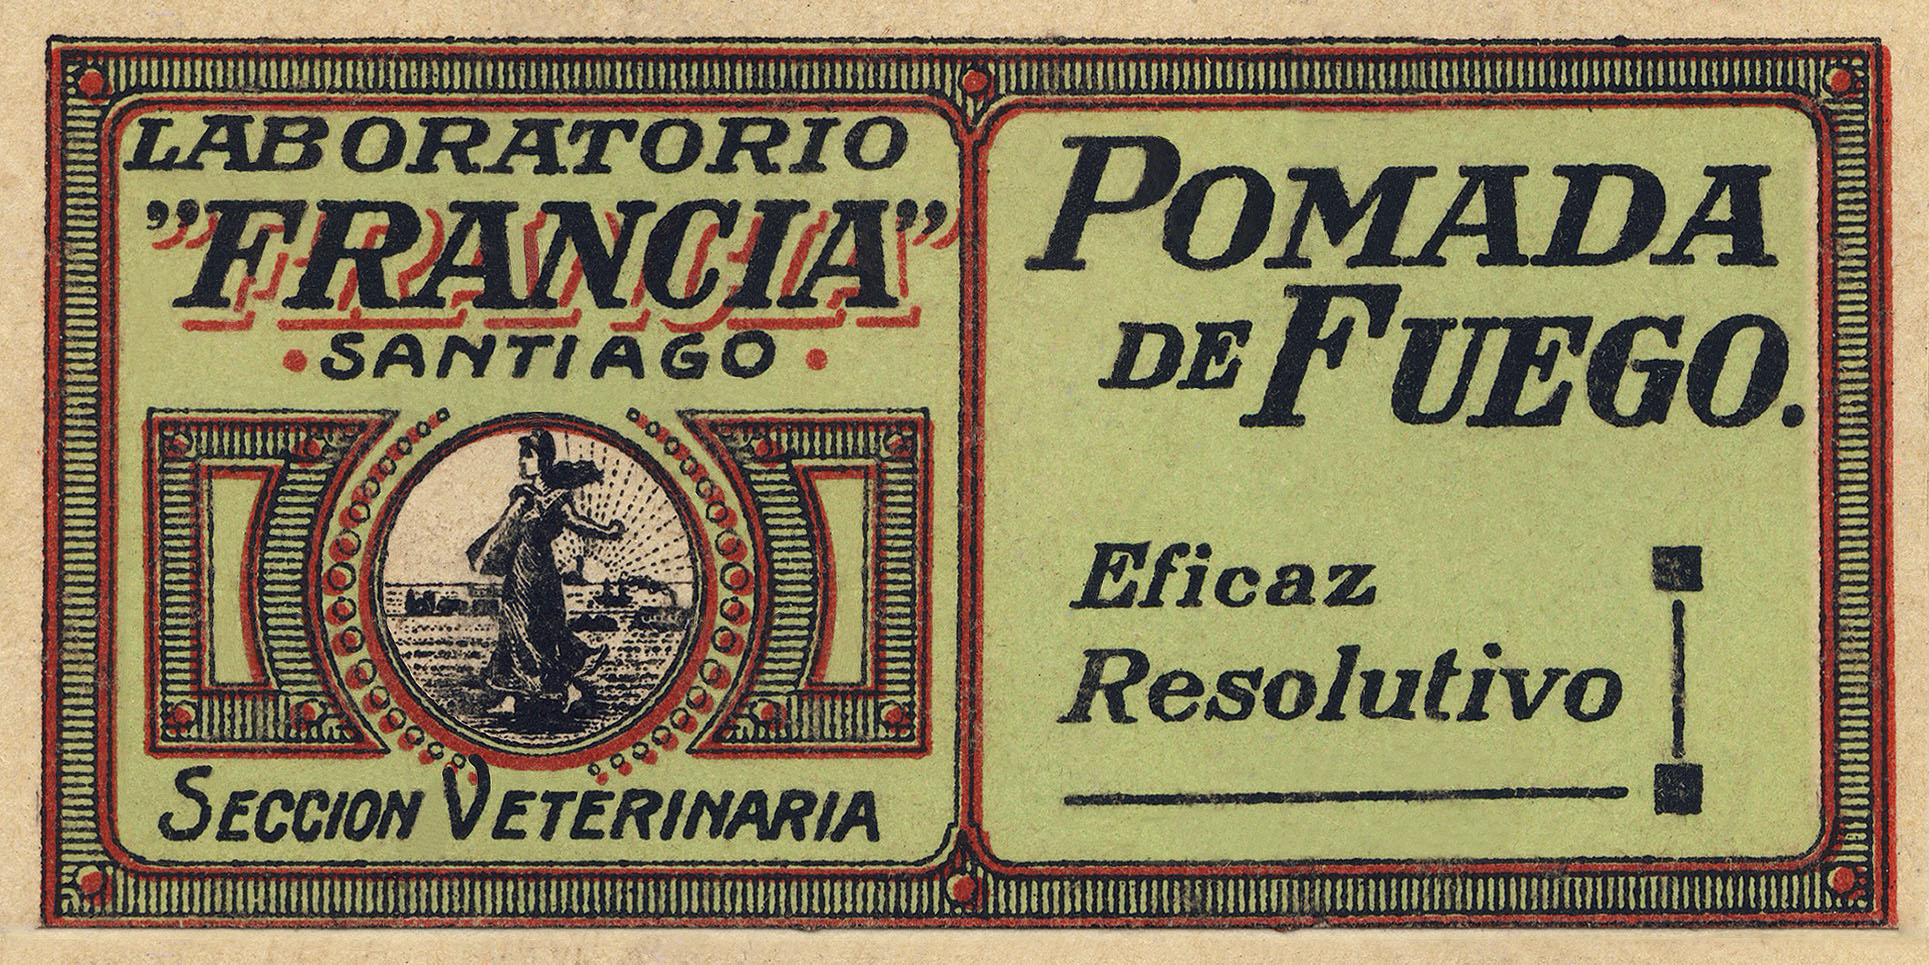 LABORATORIO
"FRANCIA"
SANTIAGO
SECCION VETERINARIA
POMADA
DE FUEGO.
Eficaz
Resolutivo